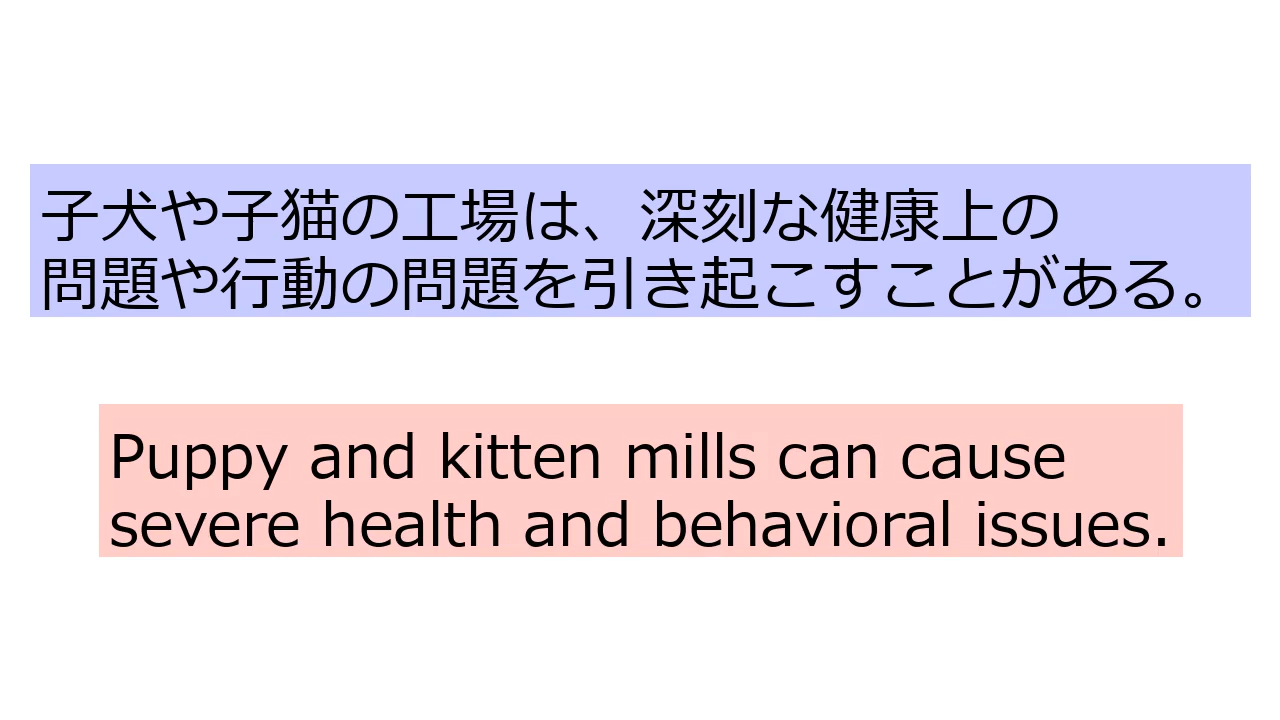 子犬や子猫の工場は、深刻な健康上の
問題や行動の問題を引き起こすことがある。
Puppy and kitten mills can cause
severe health and behavioral issues.